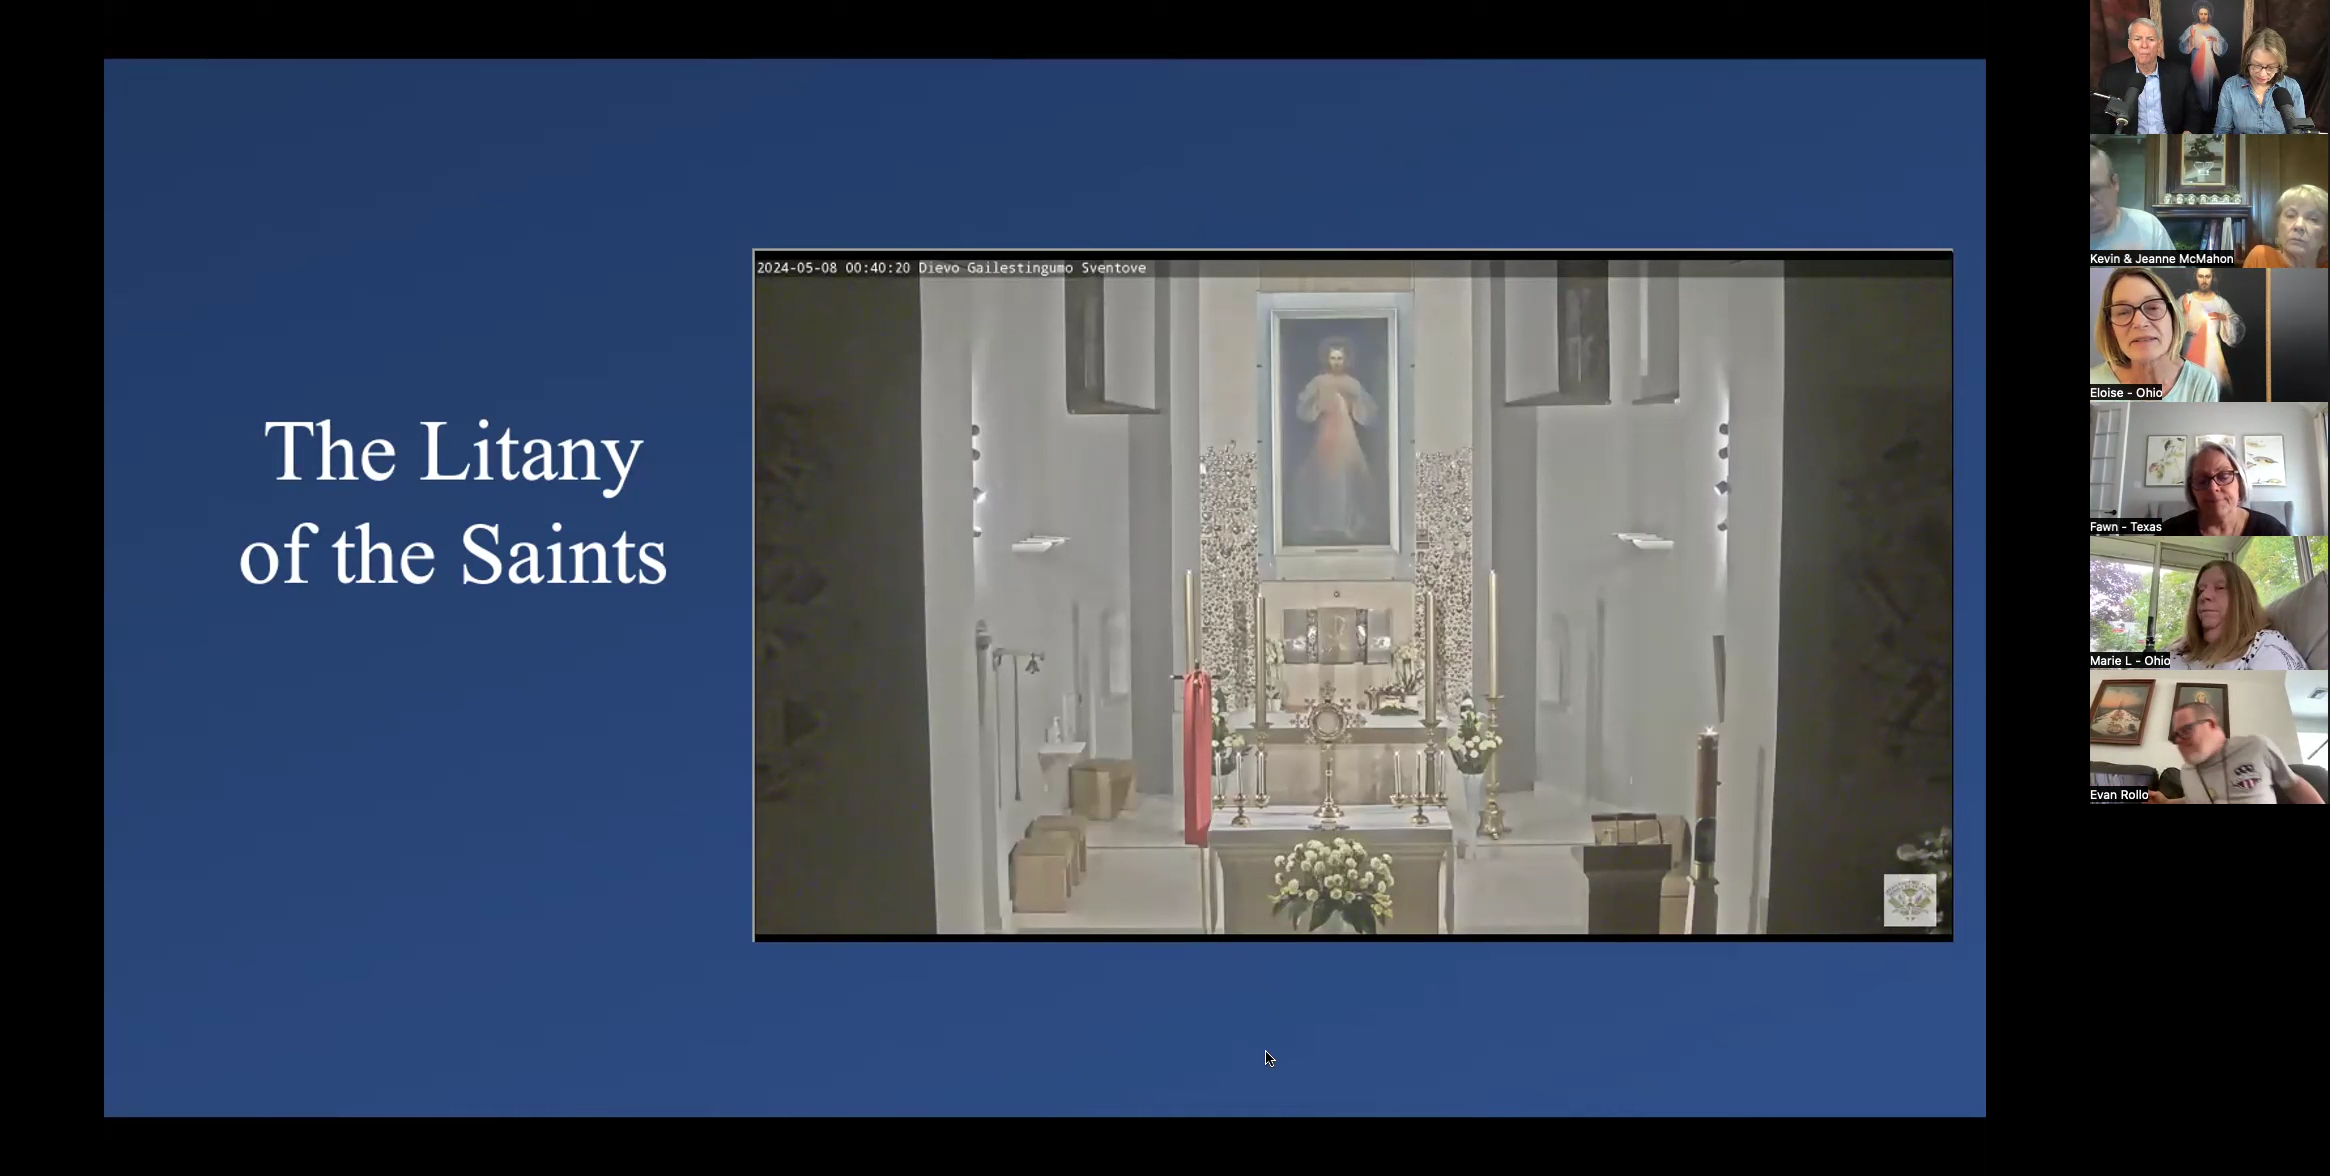 The Litany
of the Saints
2024-05-08 00:40:20 Dievo Gailestingumo Sventove
Kevin & Jeanne McMahon
Eloise - Ohio
Fawn - Texas
Marie L - Ohio
Evan Rollo